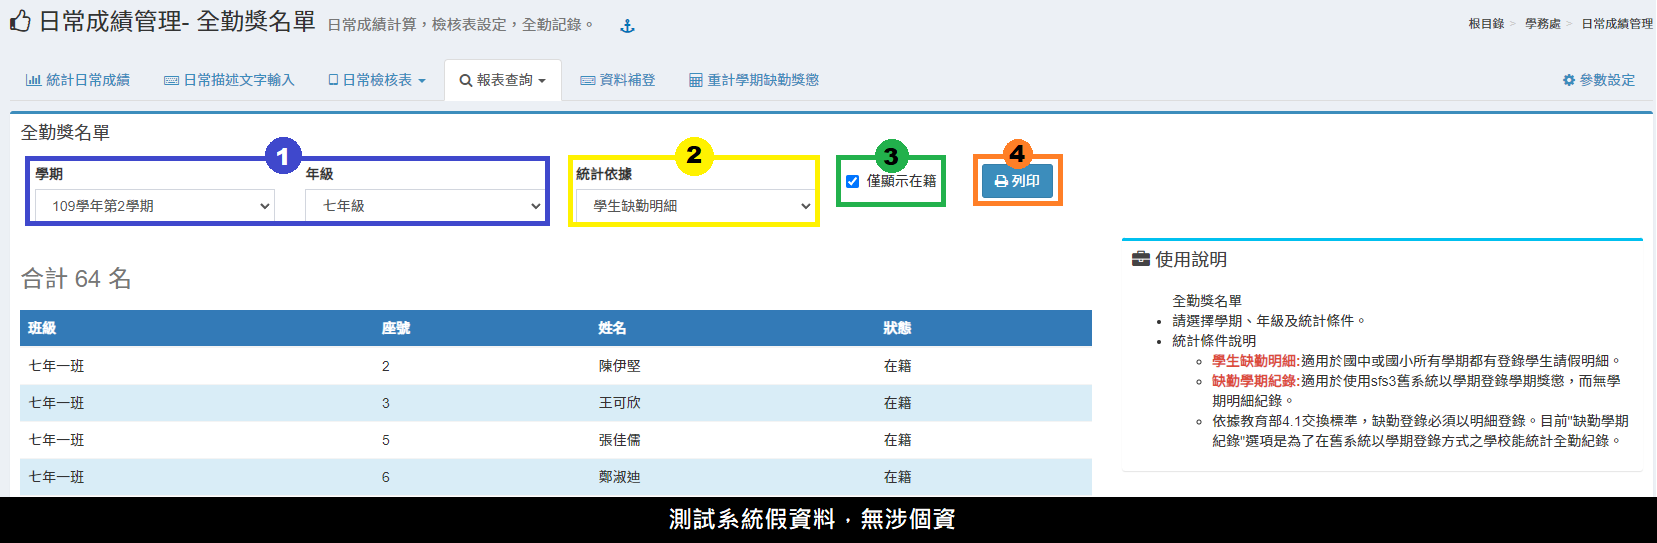 日常成績管理- 全勤獎名單 日常成績計算，檢核表設定，全勤記錄。
根目錄 > 學務處 > 日常成績管理
統計日常成績 日常描述文字輸入 日常檢核表 報表查詢 資料補登 重計學期缺勤獎懲 參數設定
全勤獎名單
1 2 3 4
學期 年級 統計依據
109學年第2學期 七年級 學生缺勤明細 僅顯示在籍 列印
合計 64 名
班級 座號 姓名 狀態
七年一班 2 陳伊堅 在籍
七年一班 3 王可欣 在籍
七年一班 5 張佳儒 在籍
七年一班 6 鄭淑迪 在籍
使用說明
全勤獎名單
請選擇學期、年級及統計條件。
統計條件說明
學生缺勤明細:適用於國中或國小所有學期都有登錄學生請假明細。
缺勤學期紀錄:適用於使用sfs3舊系統以學期登錄學期獎懲，而無學
期明細紀錄。
依據教育部4.1交換標準，缺勤登錄必須以明細登錄。目前"缺勤學期
紀錄"選項是為了在舊系統以學期登錄方式之學校能統計全勤紀錄。
測試系統假資料，無涉個資